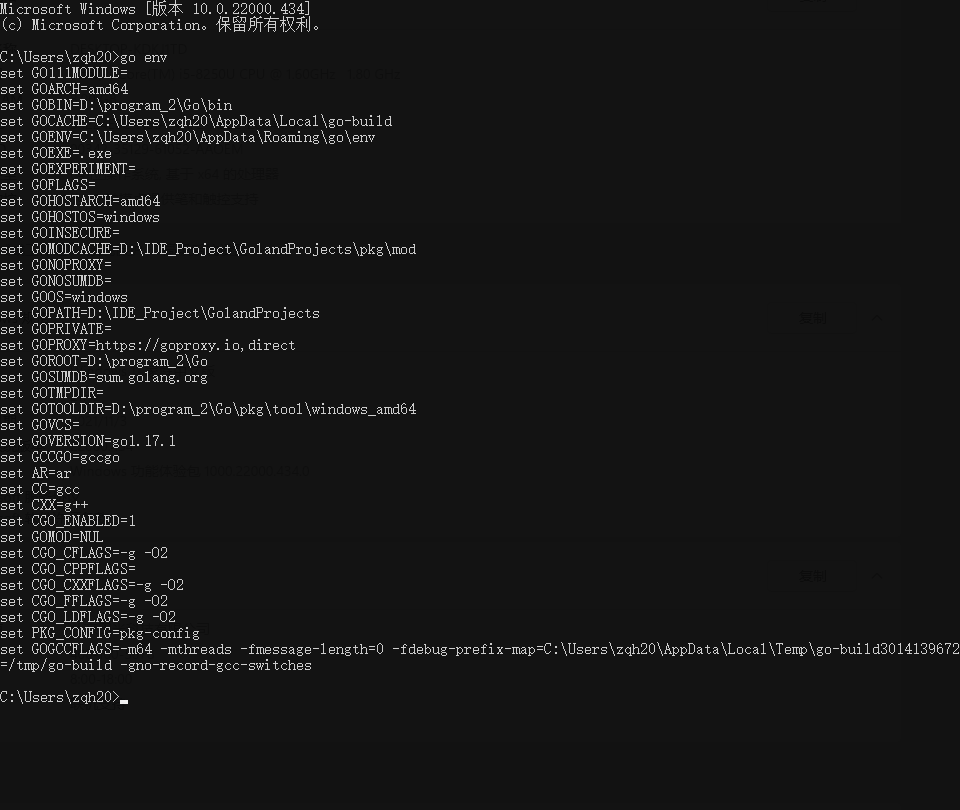 Microsoft Windows [版本 10.0.22000.434]
(c) Microsoft Corporation。保留所有权利。
C:\Users\zqh20>go env
set GO111MODULE=
set GOARCH=amd64
set GOBIN=D:\program_2\Go\bin
set GOCACHE=C:\Users\zqh20\AppData\Local\go-build
set GOENV=C:\Users\zqh20\AppData\Roaming\go\env
set GOEXE=.exe
set GOEXPERIMENT=
set GOFLAGS=
set GOHOSTARCH=amd64
set GOHOSTOS=windows
set GOINSECURE=
set GOMODCACHE=D:\IDE_Project\GolandProjects\pkg\mod
set GONOPROXY=
set GONOSUMDB=
set GOOS=windows
set GOPATH=D:\IDE_Project\GolandProjects
set GOPRIVATE=
set GOPROXY=https://goproxy.io,direct
set GOROOT=D:\program_2\Go
set GOSUMDB=sum.golang.org
set GOTMPDIR=
set GOTOOLDIR=D:\program_2\Go\pkg\tool\windows_amd64
set GOVCS=
set GOVERSION=go1.17.1
set GCCGO=gccgo
set AR=ar
set CC=gcc
set CXX=g++
set CGO_ENABLED=1
set GOMOD=NUL
set CGO_CFLAGS=-g -O2
set CGO_CPPFLAGS=
set CGO_CXXFLAGS=-g -O2
set CGO_FFLAGS=-g -O2
set CGO_LDFLAGS=-g -O2
set PKG_CONFIG=pkg-config
set GOGCCFLAGS=-m64 -mthreads -fmessage-length=0 -fdebug-prefix-map=C:\Users\zqh20\AppData\Local\Temp\go-build3014139672
=/tmp/go-build -gno-record-gcc-switches
C:\Users\zqh20>